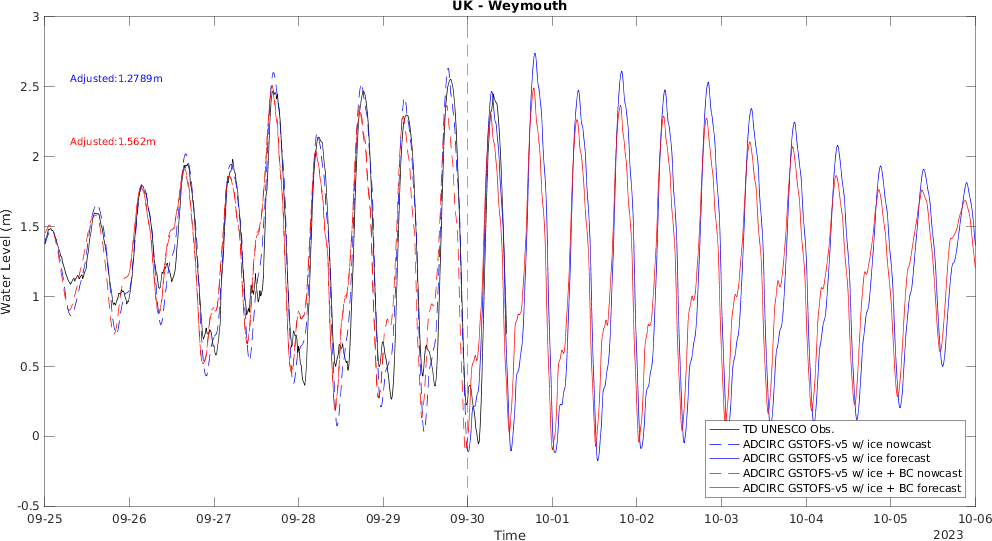 UK - Weymouth
3
2.5
2
1.5
1
0.5
0
-0.5
Water Level (m)
Adjusted:1.2789m
Adjusted:1.562m
TD UNESCO Obs.
ADCIRC GSTOFS-v5 w/ ice nowcast
ADCIRC GSTOFS-v5 w/ ice forecast
ADCIRC GSTOFS-v5 w/ ice + BC nowcast
ADCIRC GSTOFS-v5 w/ ice + BC forecast
09-25 09-26 09-27 09-28 09-29 09-30 10-01 10-02 10-03 10-04 10-05 10-06
Time
2023